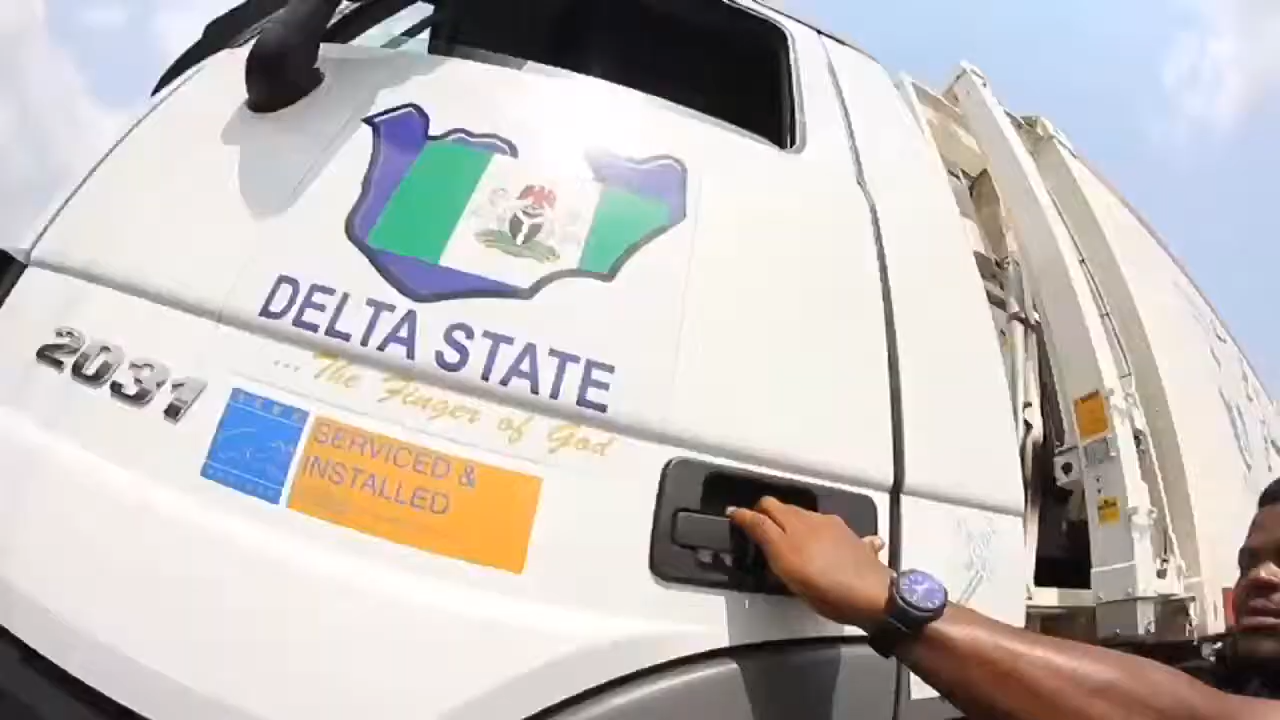 DELTA STATE
... The Finger of God
2031
SERVICED &
INSTALLED